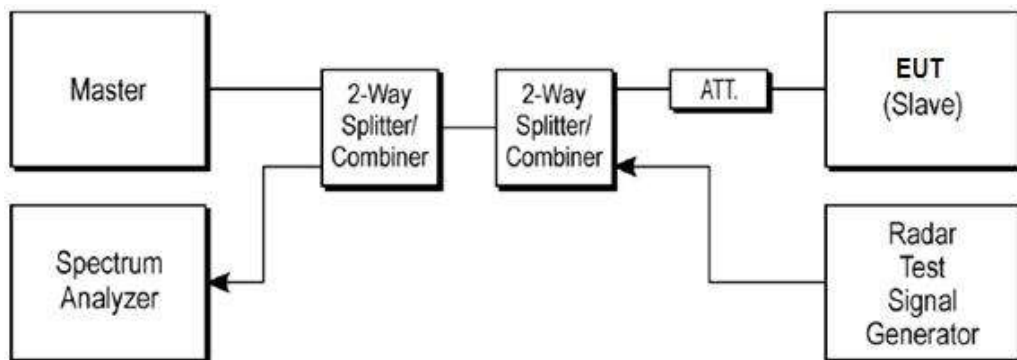 Master
2-Way
Splitter/
Combiner
2-Way
Splitter/
Combiner
ATT.
EUT
(Slave)
Spectrum
Analyzer
Radar
Test
Signal
Generator